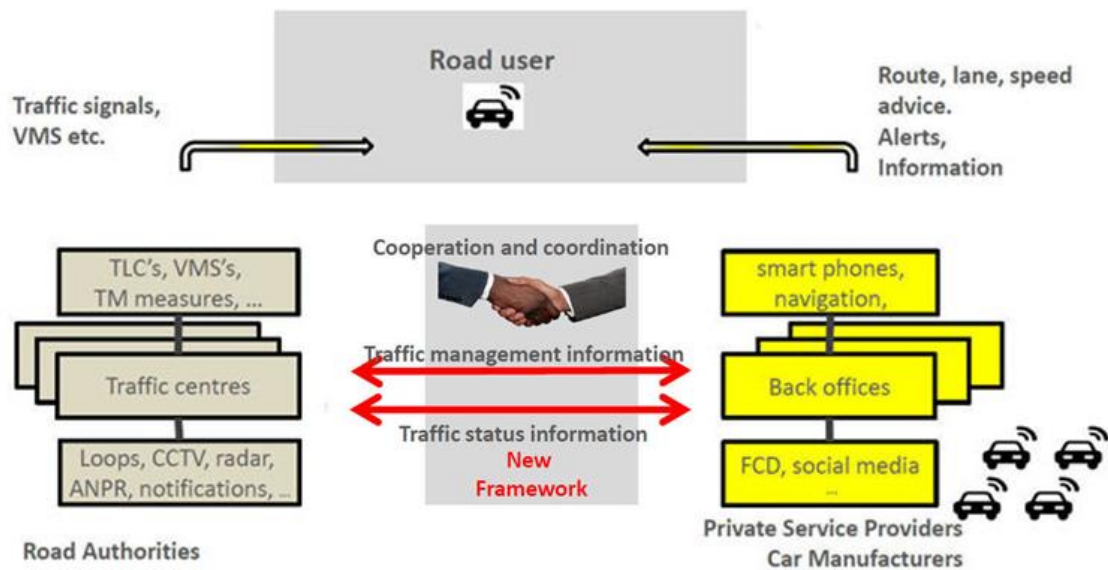 Road user
Traffic signals,
VMS etc.
Route, lane, speed
advice.
Alerts,
Information
Cooperation and coordination
TLC's, VMS's,
TM measures, ...
Traffic centres
Loops, CCTV, radar,
ANPR, notifications, ..
Road Authorities
Traffic management information
Traffic status information
New
Framework
smart phones,
navigation,
Back offices
FCD, social media
...
Private Service Providers
Car Manufacturers